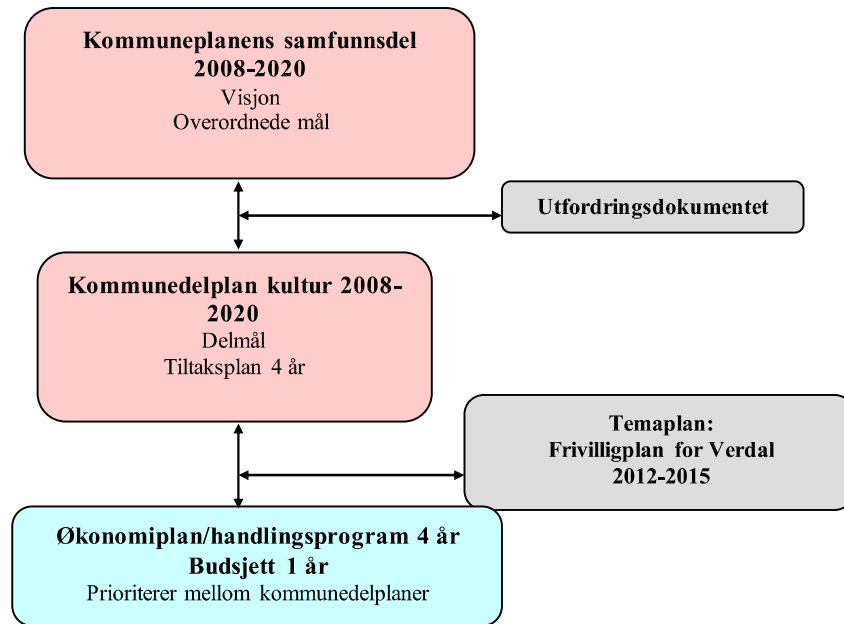 Kommuneplanens samfunnsdel
2008-2020
Visjon
Overordnede mål
Utfordringsdokumentet
Kommunedelplan kultur 2008-
2020
Delmål
Tiltaksplan 4 år
Temaplan:
Frivilligplan for Verdal
2012-2015
Økonomiplan/handlingsprogram 4 år
Budsjett 1 år
Prioriterer mellom kommunedelplaner